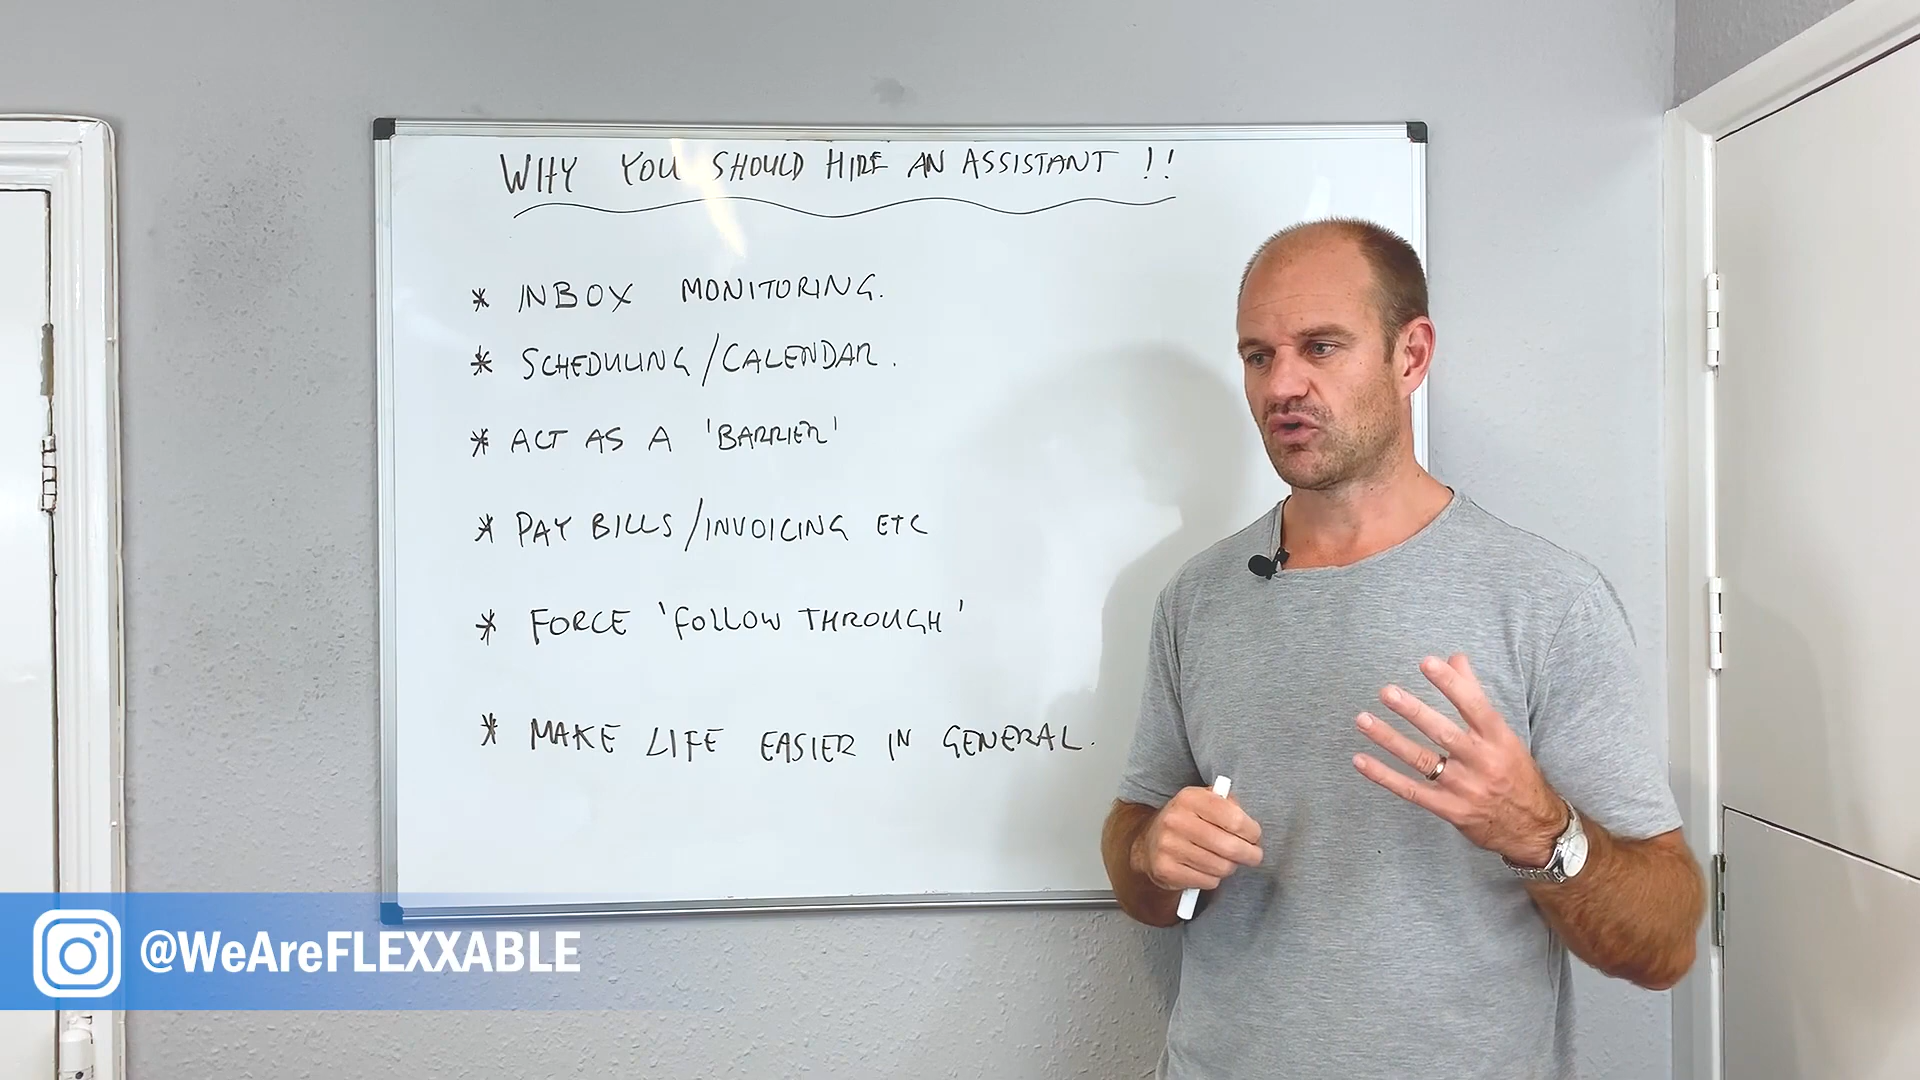 WHY YOU SHOULD HIRE AN ASSISTANT !!
* INBOX MONITORING.
* SCHEDULING/CALENDAR.
* ACT AS A 'BARRIER'
* PAY BILLS/INVOICING ETC
* FORCE 'FOLLOW THROUGH'
* MAKE LIFE EASIER IN GENERAL.
@WeAreFLEXXABLE